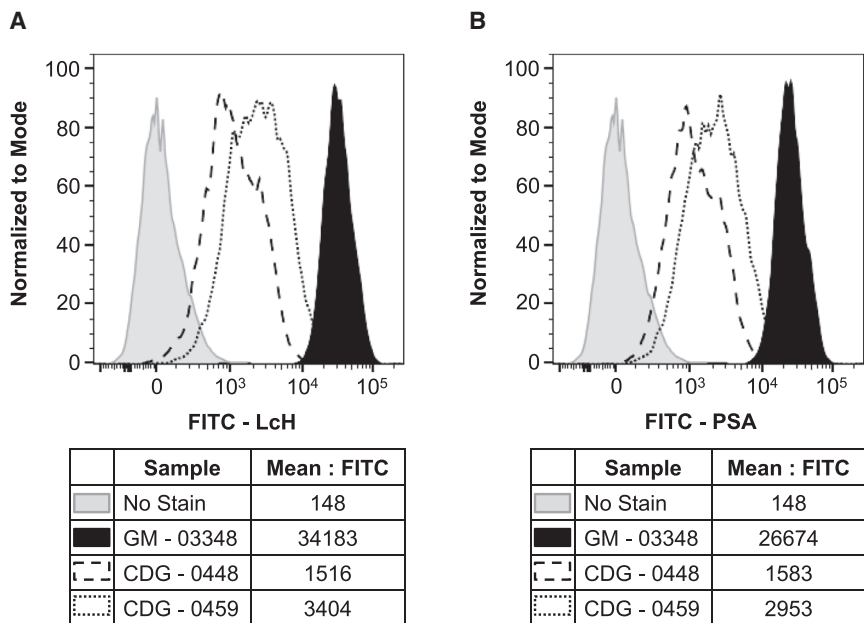 A
Normalized to Mode
100
80
60
40
20
0
0 10³ 10⁴ 10⁵
FITC - LcH
Sample Mean : FITC
No Stain 148
GM - 03348 34183
CDG - 0448 1516
CDG - 0459 3404
B
Normalized to Mode
100
80
60
40
20
0
0 10³ 10⁴ 10⁵
FITC - PSA
Sample Mean : FITC
No Stain 148
GM - 03348 26674
CDG - 0448 1583
CDG - 0459 2953